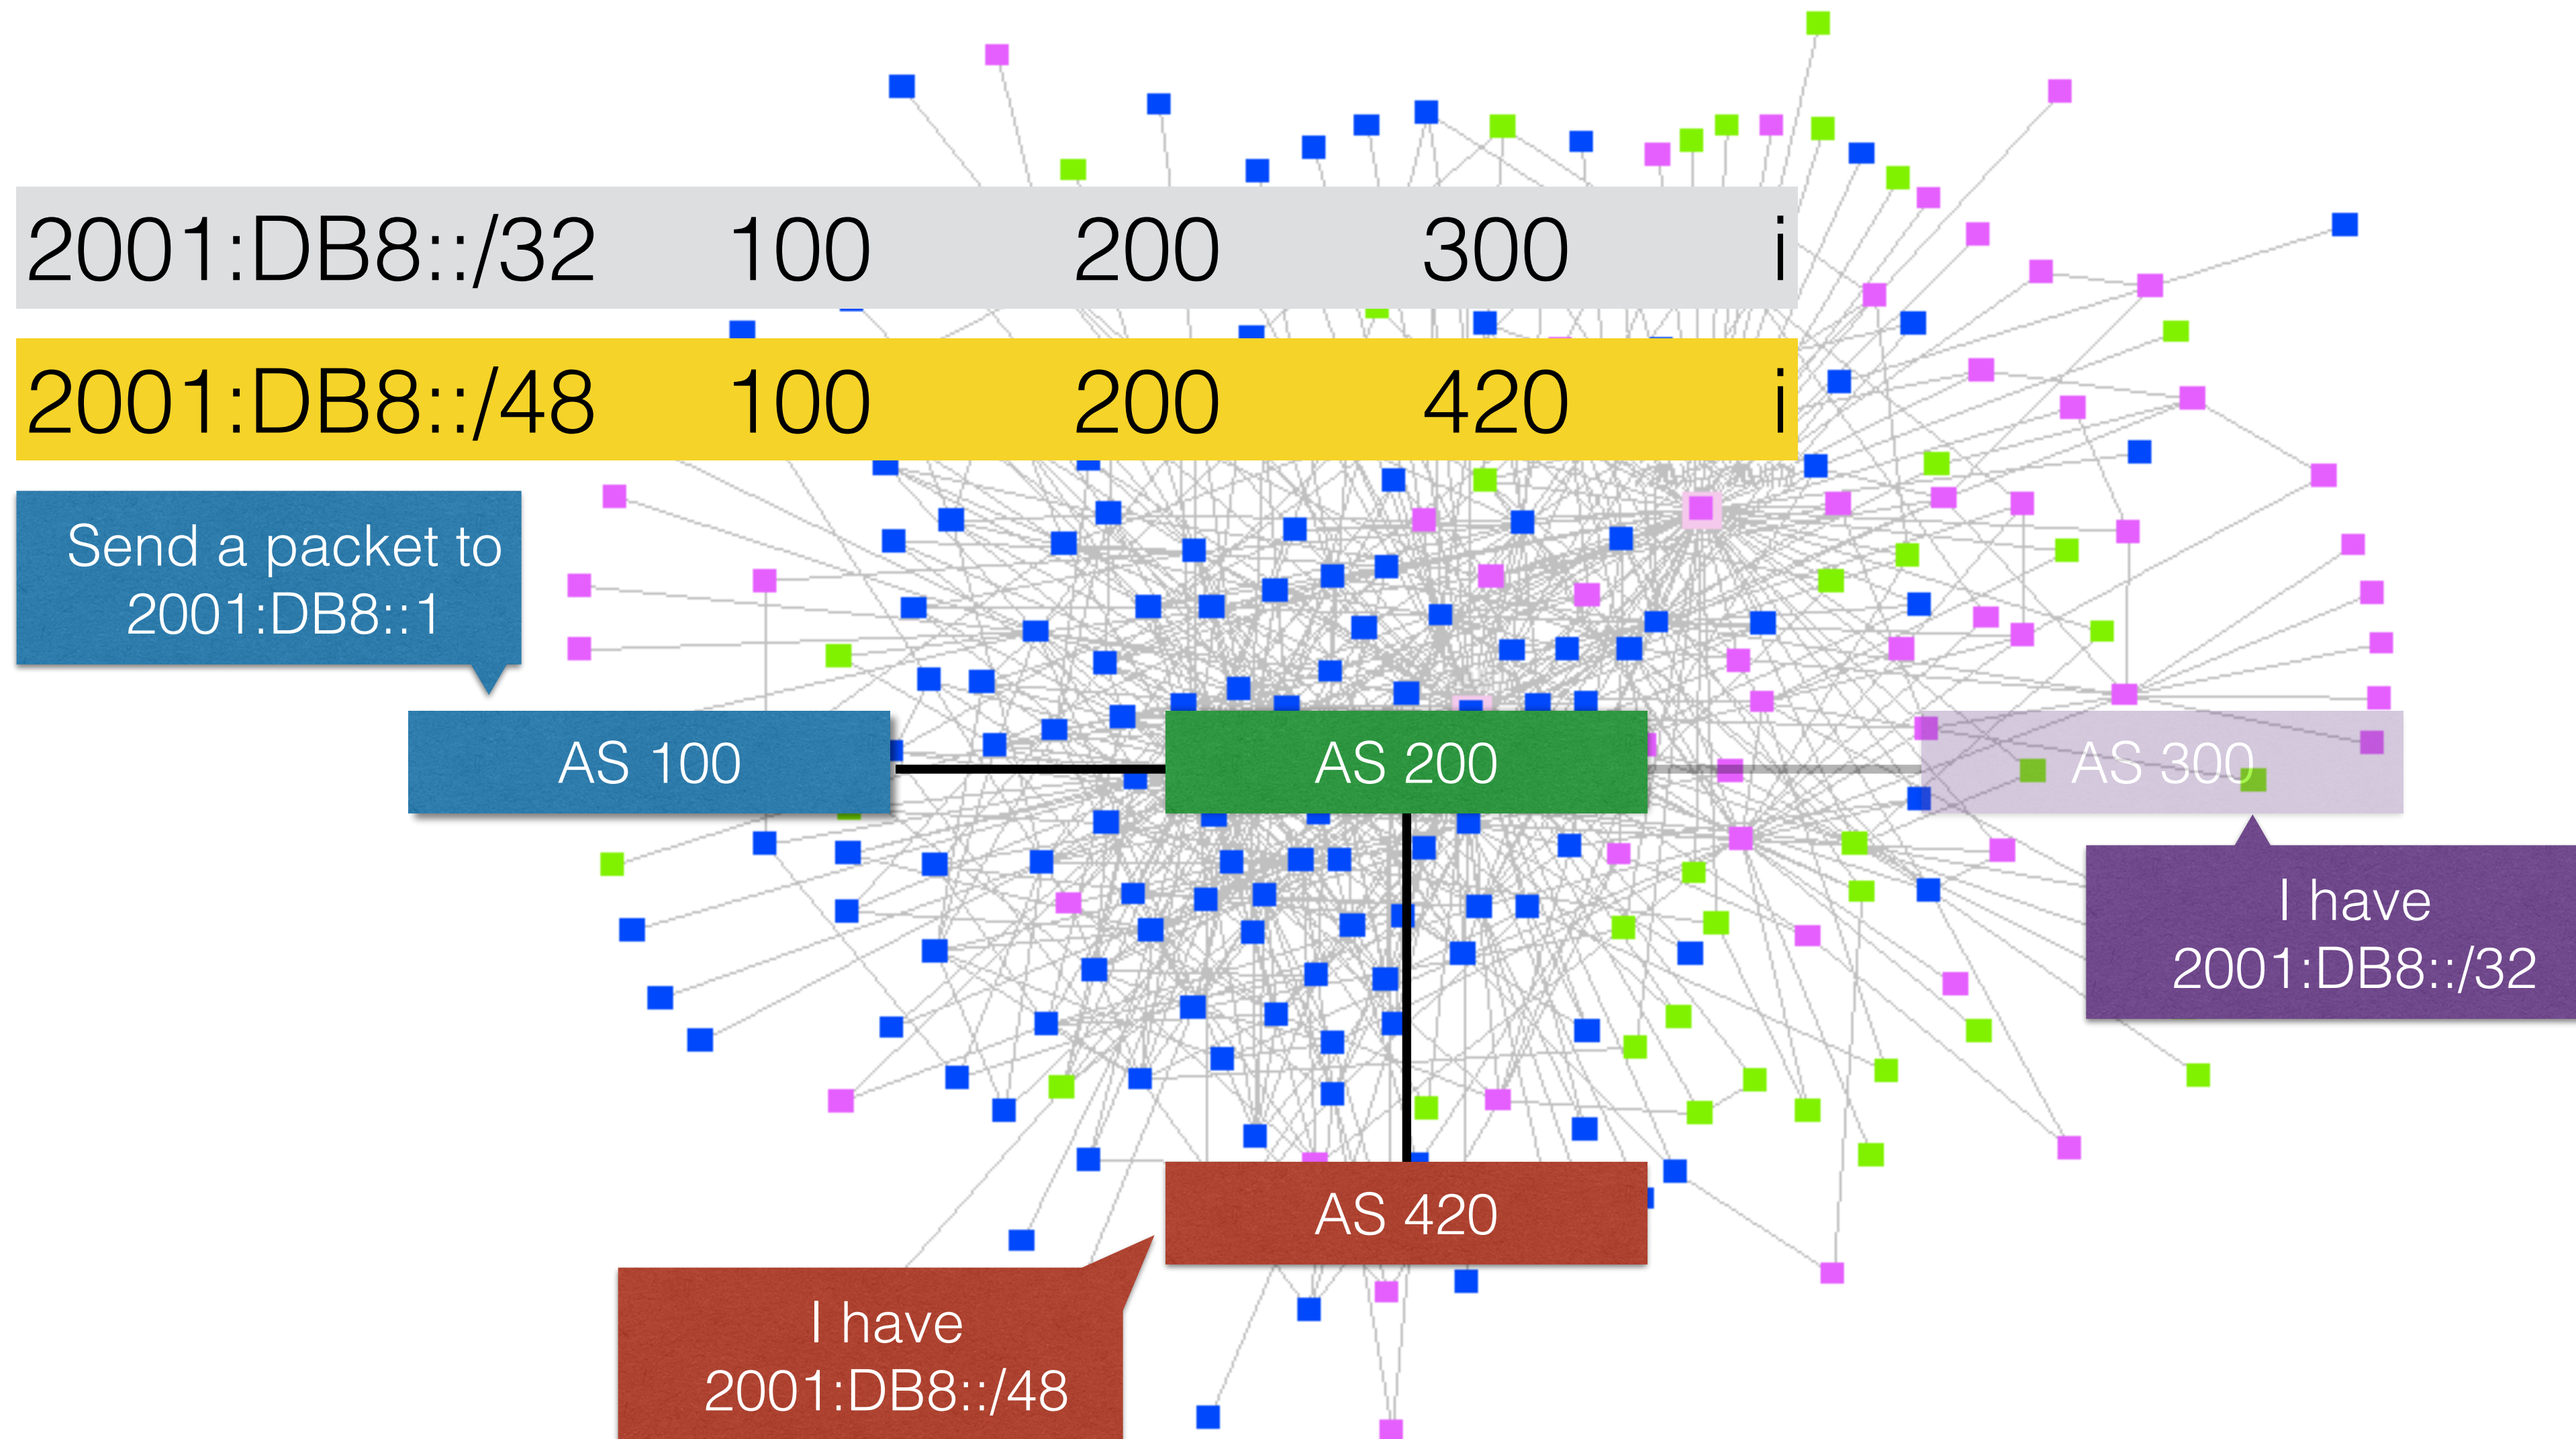 2001:DB8::/32 100 200 300 i
2001:DB8::/48 100 200 420 i
Send a packet to
2001:DB8::1
AS 100
AS 200
AS 300
I have
2001:DB8::/32
AS 420
I have
2001:DB8::/48